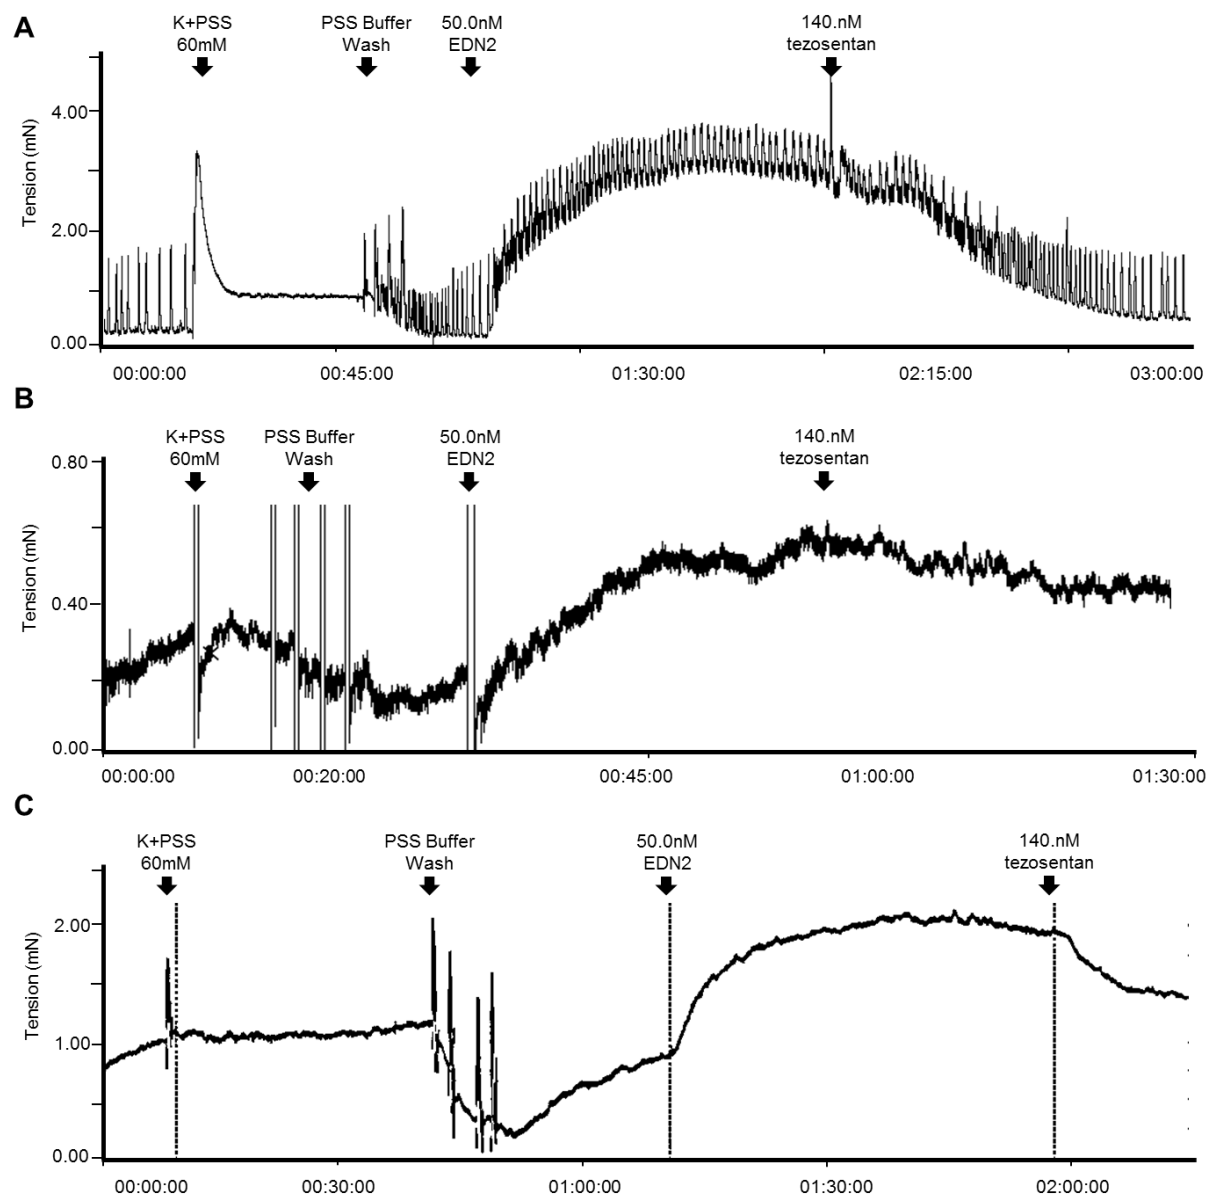 A
K+PSS
60mM
PSS Buffer
Wash
50.0nM
EDN2
140.nM
tezosentan
Tension (mN)
4.00
2.00
0.00
00:00:00 00:45:00 01:30:00 02:15:00 03:00:00
B
K+PSS
60mM
PSS Buffer
Wash
50.0nM
EDN2
140.nM
tezosentan
Tension (mN)
0.80
0.40
0.00
00:00:00 00:20:00 00:45:00 01:00:00 01:30:00
C
K+PSS
60mM
PSS Buffer
Wash
50.0nM
EDN2
140.nM
tezosentan
Tension (mN)
2.00
1.00
0.00
00:00:00 00:30:00 01:00:00 01:30:00 02:00:00